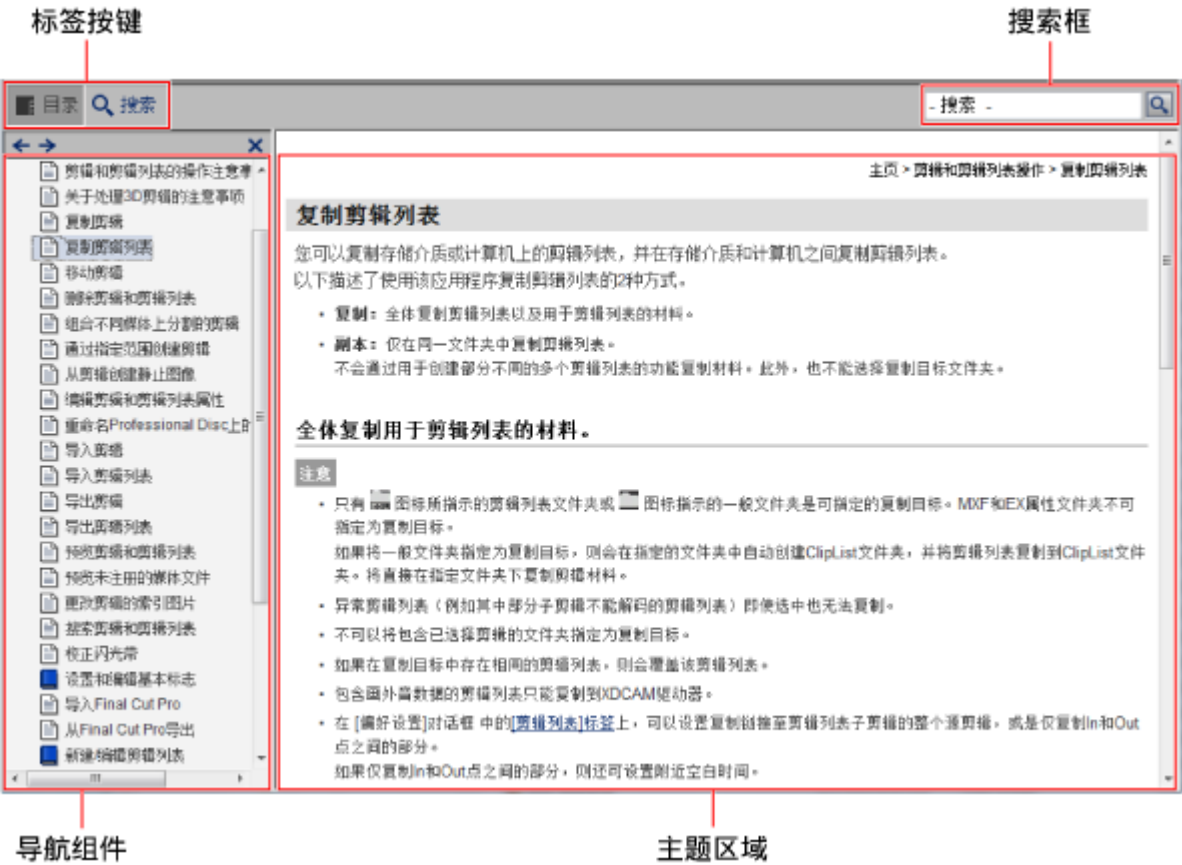 标签按键
搜索框
目录 搜索
- 搜索 -
剪辑和剪辑列表的操作注意事
关于处理3D剪辑的注意事项
复制剪辑
复制剪辑列表
移动剪辑
删除剪辑和剪辑列表
组合不同媒体上分割的剪辑
通过指定范围创建剪辑
从剪辑创建静止图像
编辑剪辑和剪辑列表属性
重命名Professional Disc上的
导入剪辑
导入剪辑列表
导出剪辑
导出剪辑列表
预览剪辑和剪辑列表
预览未注册的媒体文件
更改剪辑的索引图片
搜索剪辑和剪辑列表
校正闪光带
设置和编辑基本标志
导入Final Cut Pro
从Final Cut Pro导出
新建/编辑剪辑列表
主页 > 剪辑和剪辑列表操作 > 复制剪辑列表
复制剪辑列表
您可以复制存储介质或计算机上的剪辑列表，并在存储介质和计算机之间复制剪辑列表。
以下描述了使用该应用程序复制剪辑列表的2种方式。
• 复制：全体复制剪辑列表以及用于剪辑列表的材料。
• 副本：仅在同一文件夹中复制剪辑列表。
不会通过用于创建部分不同的多个剪辑列表的功能复制材料。此外，也不能选择复制目标文件夹。
全体复制用于剪辑列表的材料。
注意
• 只有 图标所指示的剪辑列表文件夹或 图标指示的一般文件夹是可指定的复制目标。MXF和EX属性文件夹不可
指定为复制目标。
如果将一般文件夹指定为复制目标，则会在指定的文件夹中自动创建ClipList文件夹，并将剪辑列表复制到ClipList文件
夹。将直接在指定文件夹下复制剪辑材料。
• 异常剪辑列表（例如其中部分子剪辑不能解码的剪辑列表）即使选中也无法复制。
• 不可以将包含已选择剪辑的文件夹指定为复制目标。
• 如果在复制目标中存在相同的剪辑列表，则会覆盖该剪辑列表。
• 包含画外音数据的剪辑列表只能复制到XDCAM驱动器。
• 在 [偏好设置]对话框 中的[剪辑列表]标签上，可以设置复制链接至剪辑列表子剪辑的整个源剪辑，或是仅复制In和Out
点之间的部分。
如果仅复制In和Out点之间的部分，则还可设置附近空白时间。
导航组件
主题区域